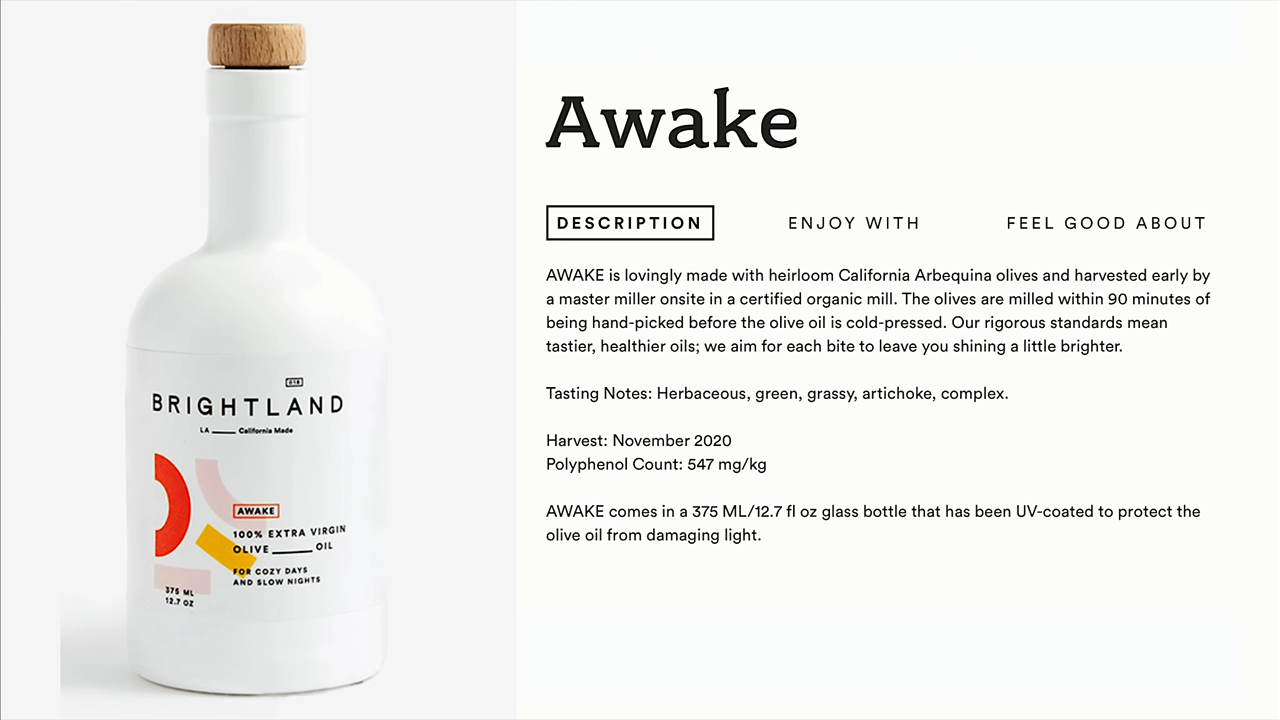 Awake
DESCRIPTION ENJOY WITH FEEL GOOD ABOUT
AWAKE is lovingly made with heirloom California Arbequina olives and harvested early by
a master miller onsite in a certified organic mill. The olives are milled within 90 minutes of
being hand-picked before the olive oil is cold-pressed. Our rigorous standards mean
tastier, healthier oils; we aim for each bite to leave you shining a little brighter.
Tasting Notes: Herbaceous, green, grassy, artichoke, complex.
Harvest: November 2020
Polyphenol Count: 547 mg/kg
AWAKE comes in a 375 ML/12.7 fl oz glass bottle that has been UV-coated to protect the
olive oil from damaging light.
BRIGHTLAND
LA ____ California Made
AWAKE
100% EXTRA VIRGIN
OLIVE ______ OIL
FOR COZY DAYS
AND SLOW NIGHTS
375 ML
12.7 OZ